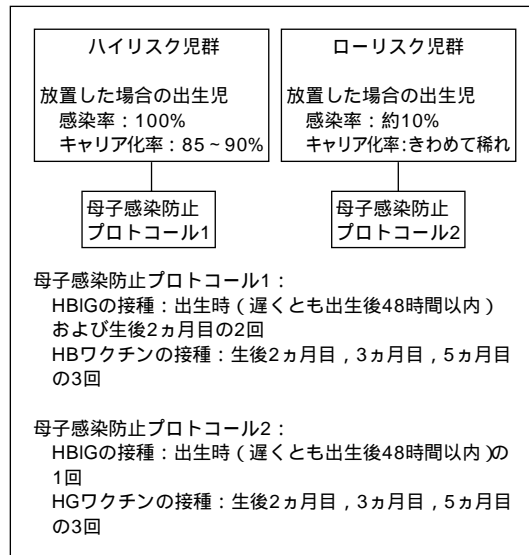 ハイリスク児群
放置した場合の出生児
感染率：100%
キャリア化率：85～90%
ローリスク児群
放置した場合の出生児
感染率：約10%
キャリア化率:きわめて稀れ
母子感染防止
プロトコール1
母子感染防止
プロトコール2
母子感染防止プロトコール1：
HBIGの接種：出生時（遅くとも出生後48時間以内）
および生後2ヵ月目の2回
HBワクチンの接種：生後2ヵ月目，3ヵ月目，5ヵ月目
の3回
母子感染防止プロトコール2：
HBIGの接種：出生時（遅くとも出生後48時間以内）の
1回
HGワクチンの接種：生後2ヵ月目，3ヵ月目，5ヵ月目
の3回